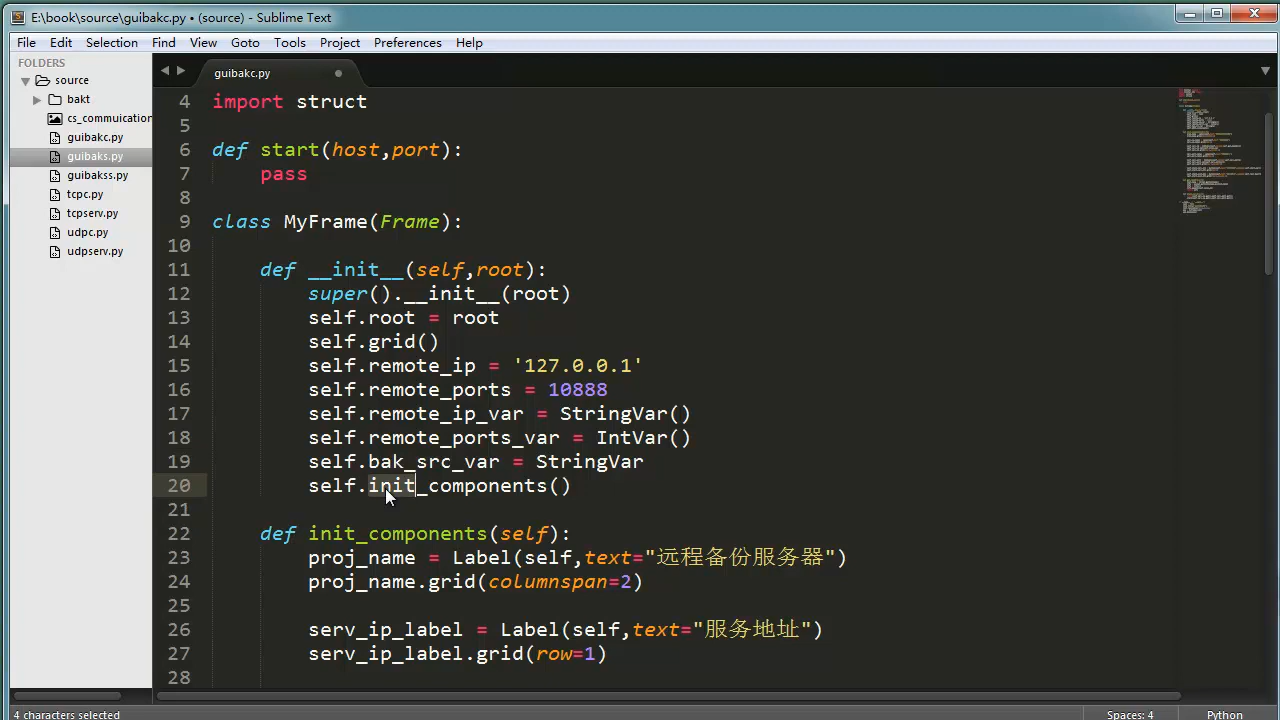 E:\book\source\guibakc.py • (source) - Sublime Text
File Edit Selection Find View Goto Tools Project Preferences Help
FOLDERS
source
bakt
cs_commuication
guibakc.py
guibaks.py
guibakss.py
tcpc.py
tcpserv.py
udpc.py
udpserv.py
guibakc.py
4 import struct
5
6 def start(host,port):
7 pass
8
9 class MyFrame(Frame):
10
11 def __init__(self,root):
12 super().__init__(root)
13 self.root = root
14 self.grid()
15 self.remote_ip = '127.0.0.1'
16 self.remote_ports = 10888
17 self.remote_ip_var = StringVar()
18 self.remote_ports_var = IntVar()
19 self.bak_src_var = StringVar
20 self.init_components()
21
22 def init_components(self):
23 proj_name = Label(self,text="远程备份服务器")
24 proj_name.grid(columnspan=2)
25
26 serv_ip_label = Label(self,text="服务地址")
27 serv_ip_label.grid(row=1)
28
4 characters selected
Spaces: 4
Python